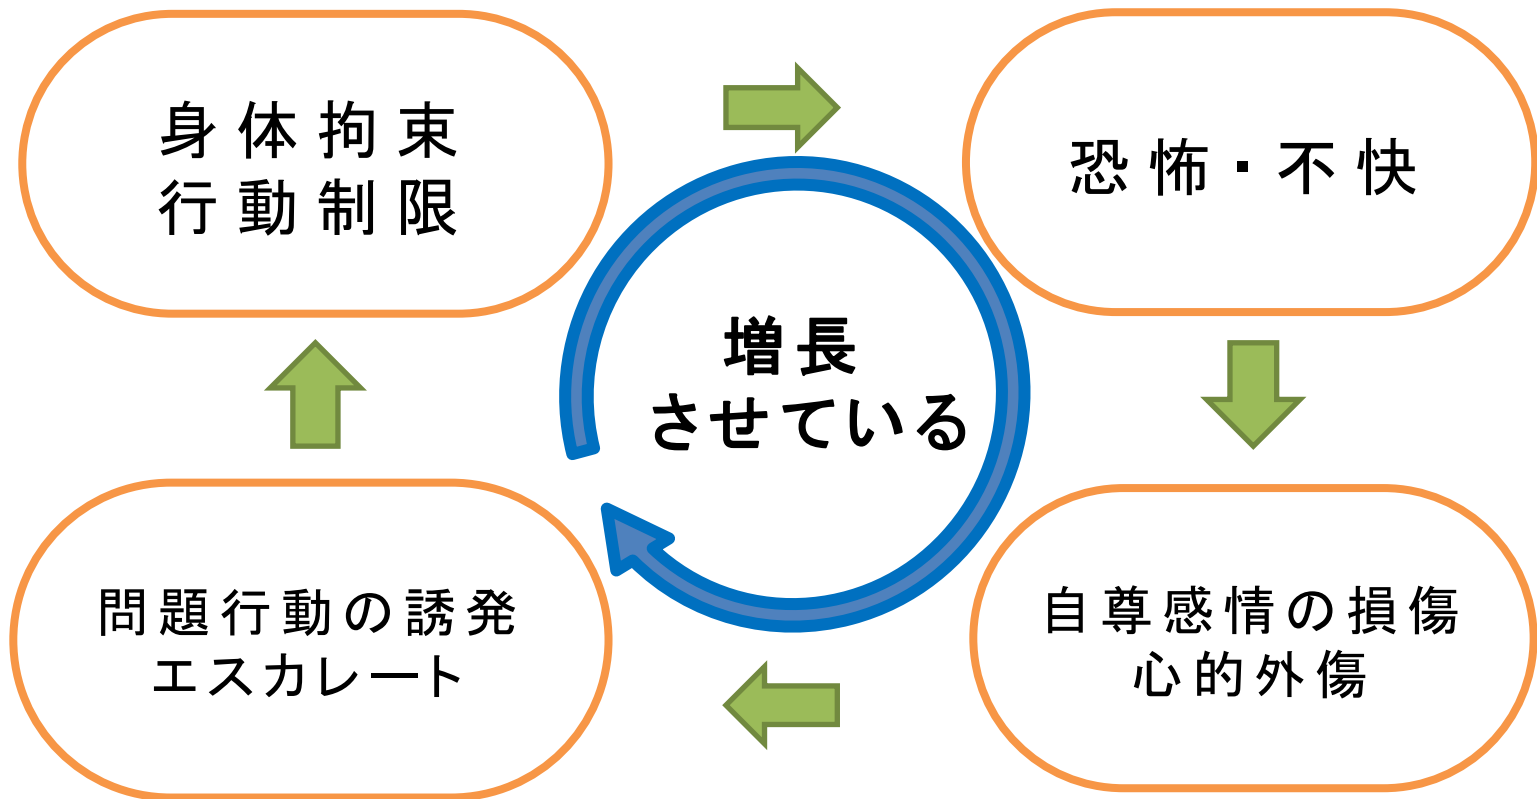 身体拘束
行動制限
恐怖・不快
増長
させている
問題行動の誘発
エスカレート
自尊感情の損傷
心的外傷